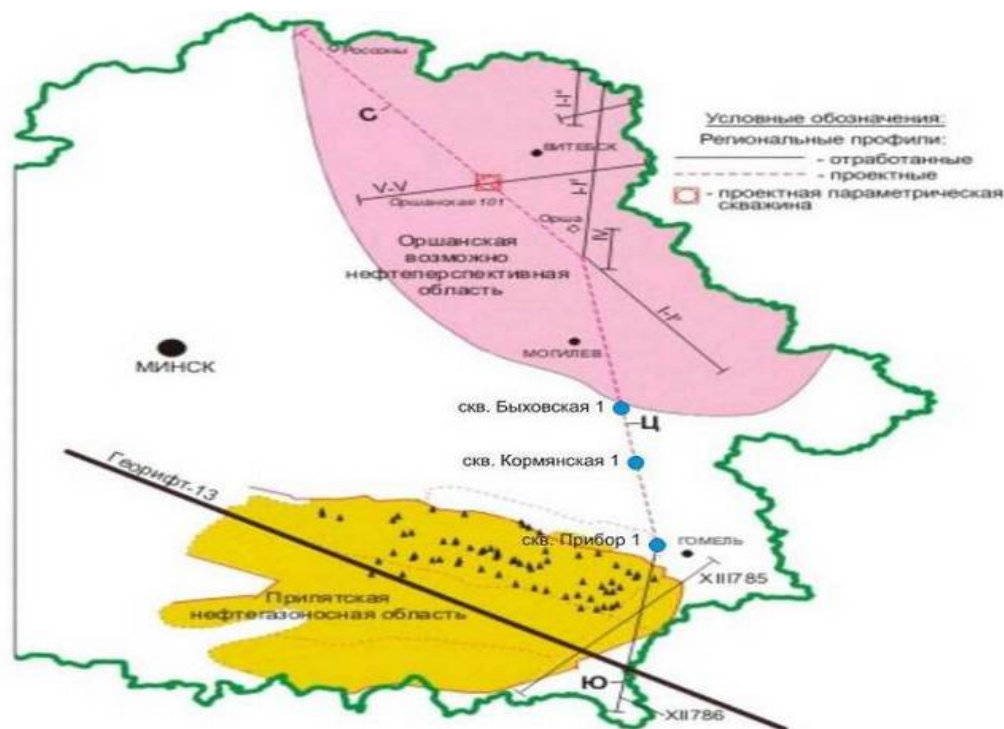 Россоны
С
I-I°
ВИТЕБСК
V-V
I-I'
Оршанская 101
Орша
IV
Оршанская
возможно
нефтеперспективная
область
I-I°
МОГИЛЕВ
МИНСК
Условные обозначения:
Региональные профили:
- отработанные
- проектные
- проектная параметрическая
скважина
скв. Быховская 1
Ц
скв. Кормянская 1
Георифт-13
скв. Прибор 1
ГОМЕЛЬ
XIII785
Припятская
нефтегазоносная область
Ю
XII786